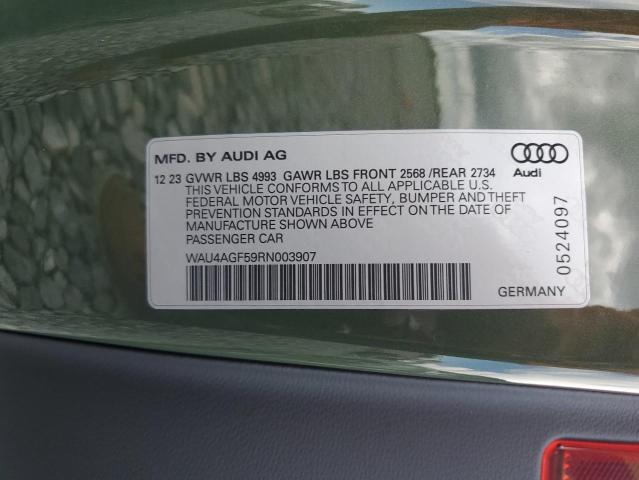 MFD. BY AUDI AG
12 23 GVWR LBS 4993 GAWR LBS FRONT 2568 /REAR 2734
THIS VEHICLE CONFORMS TO ALL APPLICABLE U.S.
FEDERAL MOTOR VEHICLE SAFETY, BUMPER AND THEFT
PREVENTION STANDARDS IN EFFECT ON THE DATE OF
MANUFACTURE SHOWN ABOVE
PASSENGER CAR
WAU4AGF59RN003907
Audi
0524097
GERMANY